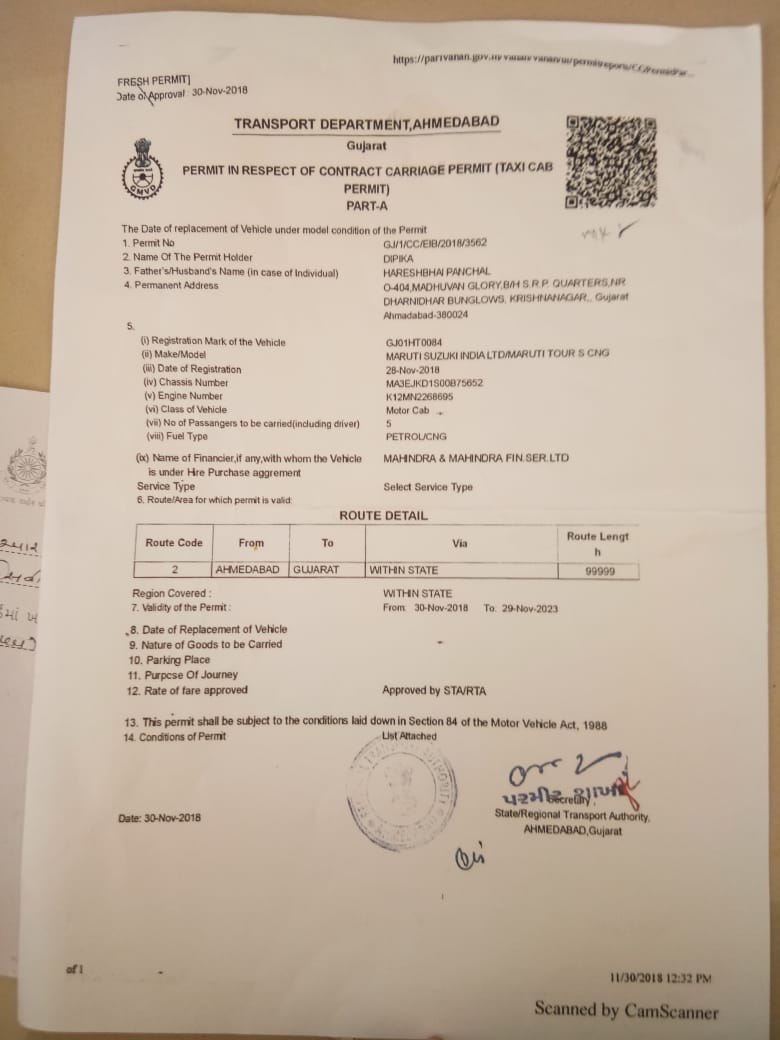 FRESH PERMIT]
Date of Approval : 30-Nov-2018
TRANSPORT DEPARTMENT,AHMEDABAD
Gujarat
PERMIT IN RESPECT OF CONTRACT CARRIAGE PERMIT (TAXI CAB
PERMIT)
PART-A
GMVD
The Date of replacement of Vehicle under model condition of the Permit
1. Permit No GJ/1/CC/EIB/2018/3562
2. Name Of The Permit Holder DIPIKA
3. Father's/Husband's Name (in case of Individual) HARESHBHAI PANCHAL
4. Permanent Address O-404,MADHUVAN GLORY,B/H S.R.P. QUARTERS,NR
DHARNIDHAR BUNGLOWS, KRISHNANAGAR,, Gujarat
Ahmadabad-380024
5.
(i) Registration Mark of the Vehicle GJ01HT0084
(ii) Make/Model MARUTI SUZUKI INDIA LTD/MARUTI TOUR S CNG
(iii) Date of Registration 28-Nov-2018
(iv) Chassis Number MA3EJKD1S00B75652
(v) Engine Number K12MN2268695
(vi) Class of Vehicle Motor Cab
(vii) No of Passangers to be carried(including driver) 5
(viii) Fuel Type PETROL/CNG
(ix) Name of Financier,if any,with whom the Vehicle MAHINDRA & MAHINDRA FIN.SER.LTD
is under Hire Purchase aggrement
Service Type Select Service Type
6. Route/Area for which permit is valid:
ROUTE DETAIL
Route Code From To Via Route Lengt
h
2 AHMEDABAD GUJARAT WITHIN STATE 99999
Region Covered : WITHIN STATE
7. Validity of the Permit : From: 30-Nov-2018 To: 29-Nov-2023
8. Date of Replacement of Vehicle
9. Nature of Goods to be Carried -
10. Parking Place
11. Purpose Of Journey
12. Rate of fare approved Approved by STA/RTA
13. This permit shall be subject to the conditions laid down in Section 84 of the Motor Vehicle Act, 1988
14. Conditions of Permit List Attached
Secretary,
Date: 30-Nov-2018 State/Regional Transport Authority,
AHMEDABAD,Gujarat
of 1
11/30/2018 12:32 PM
Scanned by CamScanner